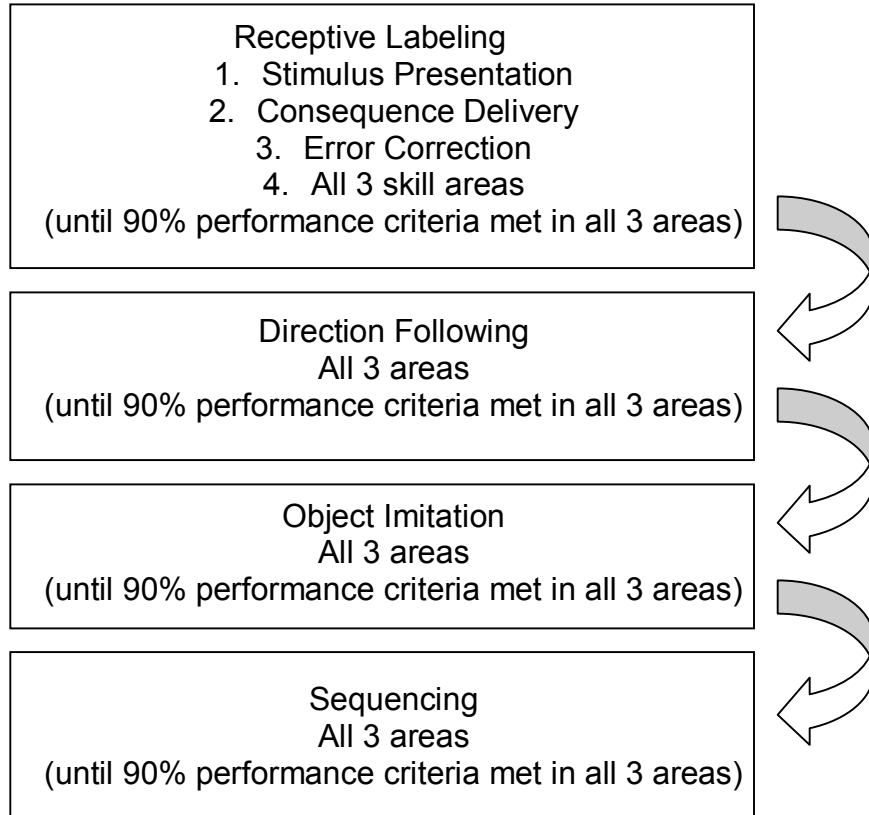 Receptive Labeling
1. Stimulus Presentation
2. Consequence Delivery
3. Error Correction
4. All 3 skill areas
(until 90% performance criteria met in all 3 areas)
Direction Following
All 3 areas
(until 90% performance criteria met in all 3 areas)
Object Imitation
All 3 areas
(until 90% performance criteria met in all 3 areas)
Sequencing
All 3 areas
(until 90% performance criteria met in all 3 areas)